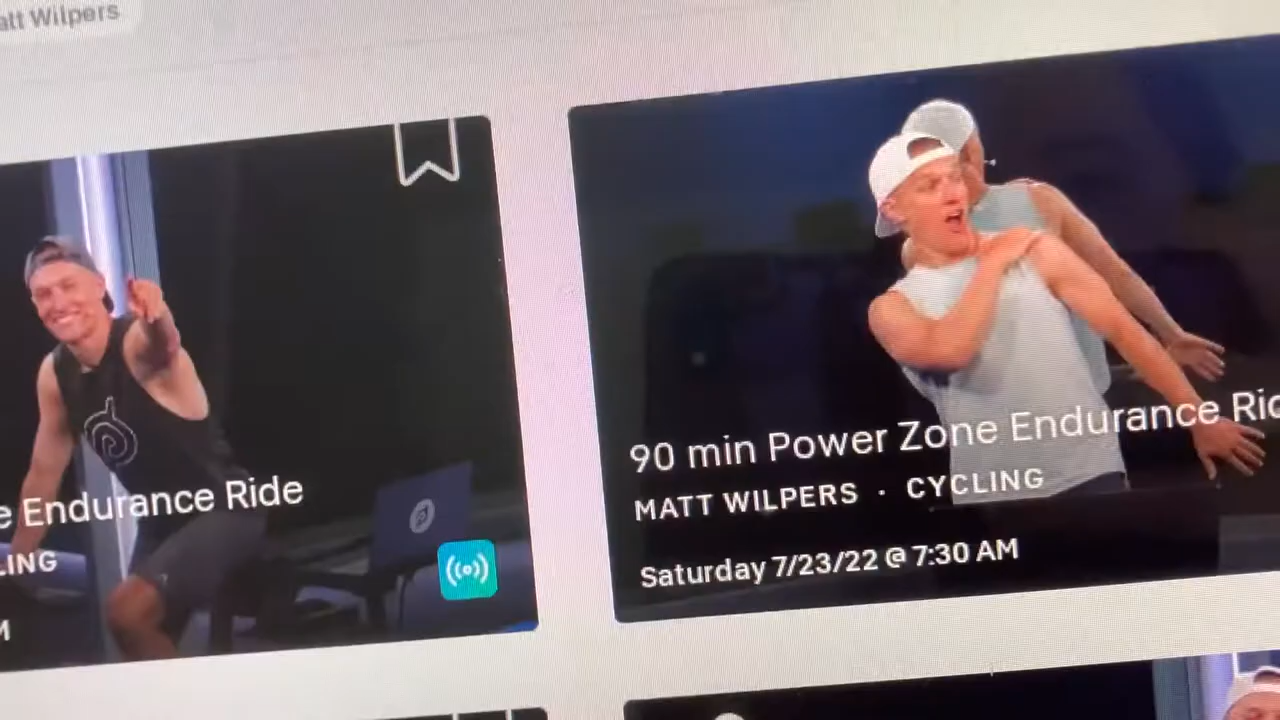 att Wilpers
e Endurance Ride
LING
M
90 min Power Zone Endurance Ric
MATT WILPERS · CYCLING
Saturday 7/23/22 @ 7:30 AM